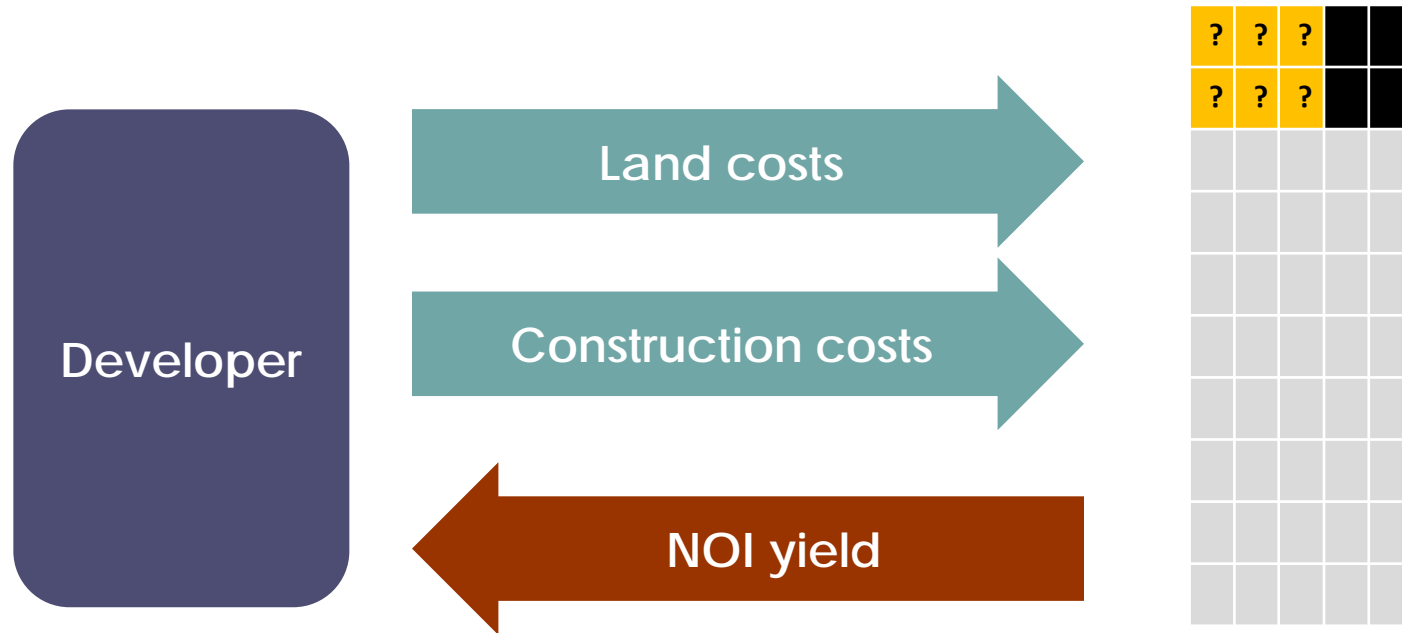 Developer
Land costs
Construction costs
NOI yield
? ? ?
? ? ?